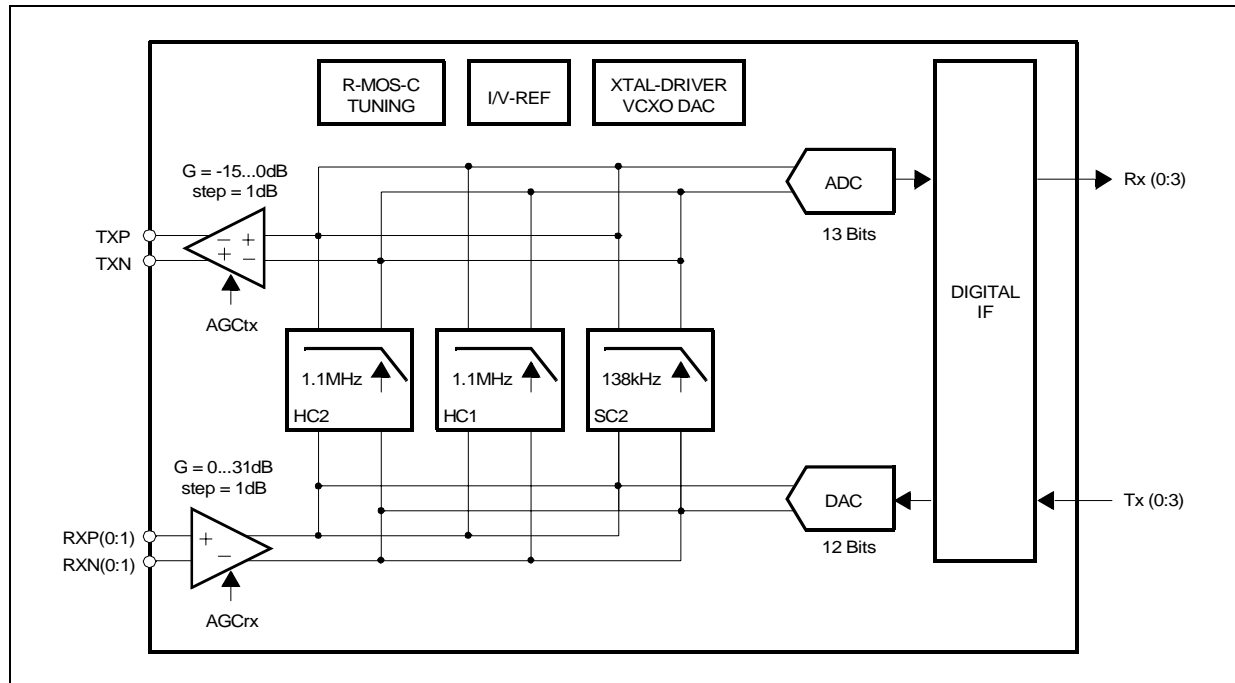 R-MOS-C
TUNING
I/V-REF
XTAL-DRIVER
VCXO DAC
G = -15...0dB
step = 1dB
ADC
Rx (0:3)
13 Bits
TXP
− +
TXN
+ −
DIGITAL
IF
AGCtx
1.1MHz
HC2
1.1MHz
HC1
138kHz
SC2
G = 0...31dB
step = 1dB
DAC
Tx (0:3)
12 Bits
RXP(0:1)
+
RXN(0:1)
−
AGCrx